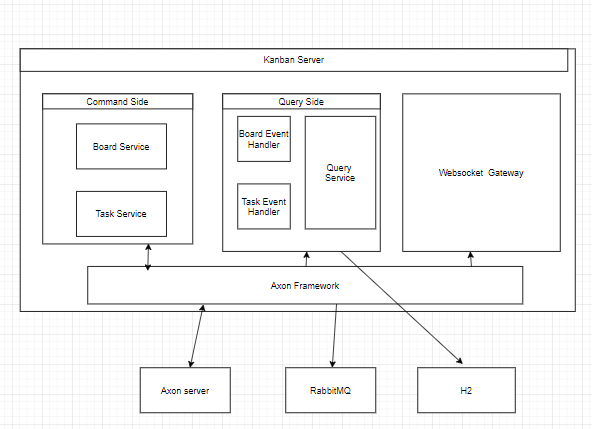 Kanban Server
Command Side
Query Side
Board Service
Board Event
Handler
Query
Service
Websocket Gateway
Task Service
Task Event
Handler
Axon Framework
Axon server
RabbitMQ
H2